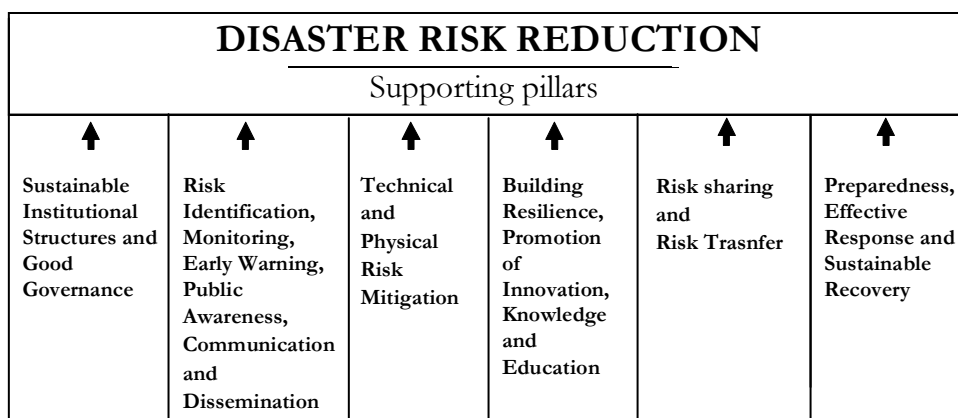 DISASTER RISK REDUCTION
Supporting pillars
Sustainable
Institutional
Structures and
Good
Governance
Risk
Identification,
Monitoring,
Early Warning,
Public
Awareness,
Communication
and
Dissemination
Technical
and
Physical
Risk
Mitigation
Building
Resilience,
Promotion
of
Innovation,
Knowledge
and
Education
Risk sharing
and
Risk Trasnfer
Preparedness,
Effective
Response and
Sustainable
Recovery